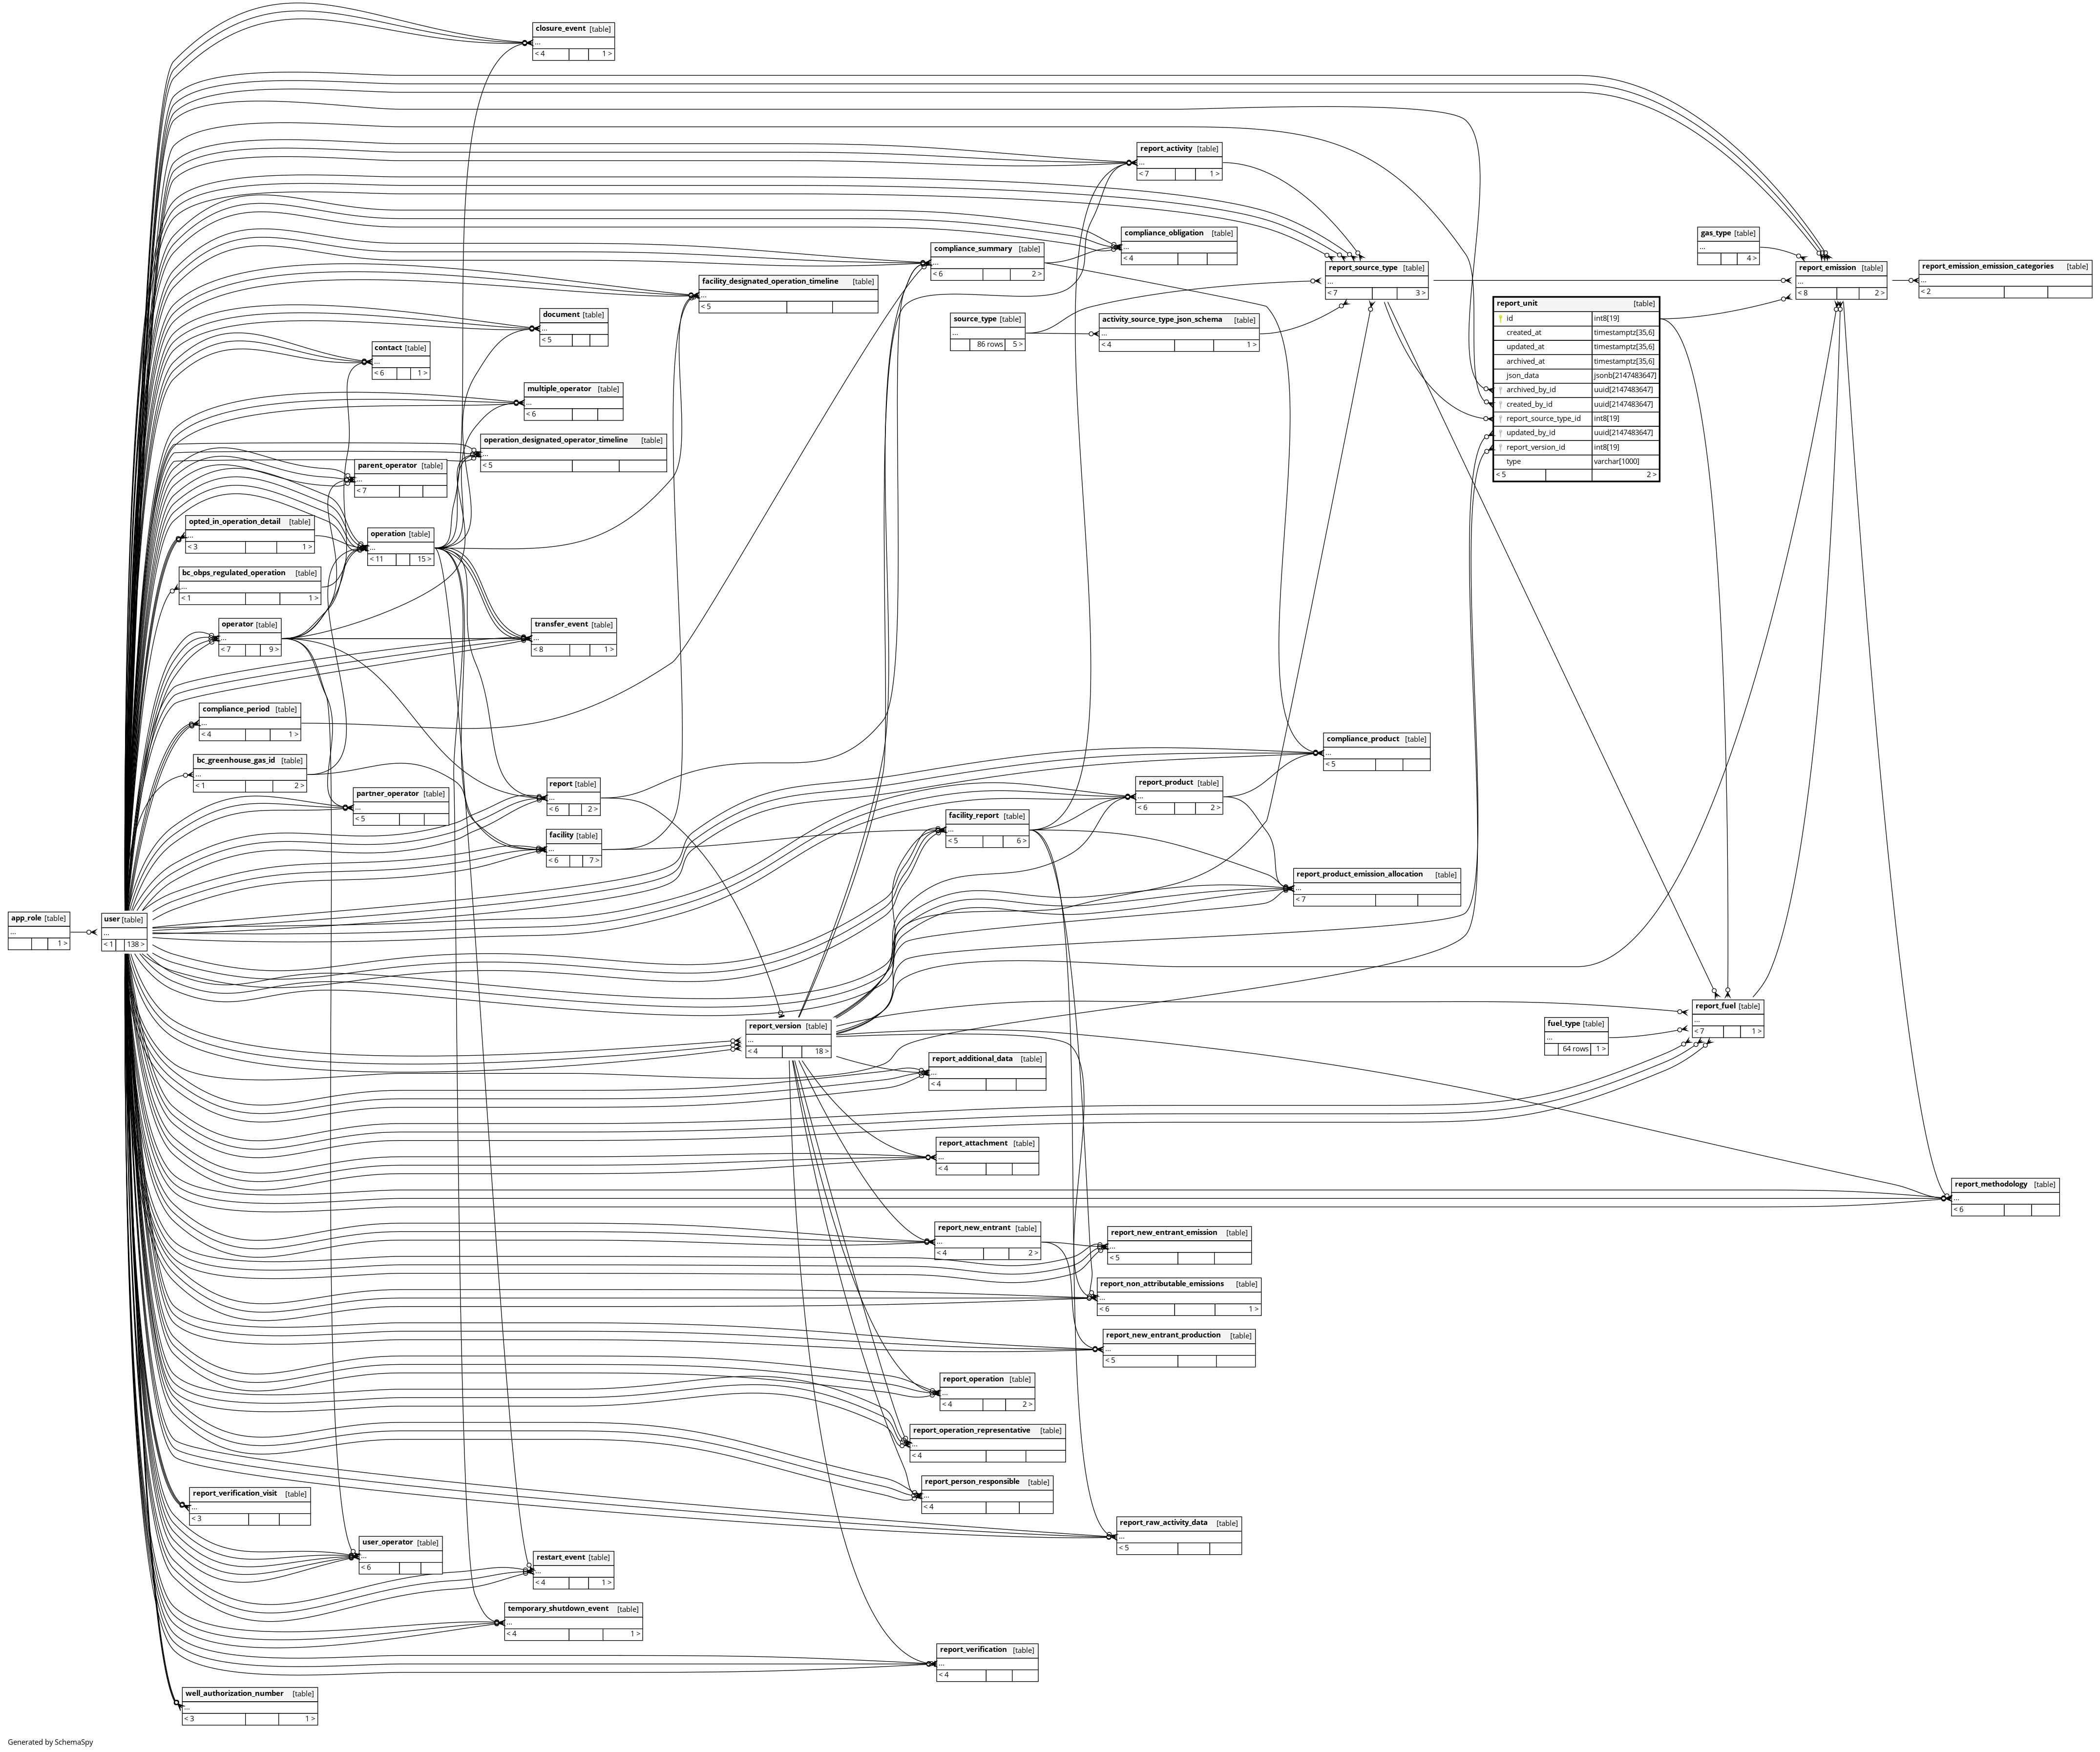 closure_event [table]
...
< 4 1 >
report_activity [table]
...
< 7 1 >
compliance_obligation [table]
...
< 4
gas_type [table]
...
4 >
compliance_summary [table]
...
< 6 2 >
report_source_type [table]
...
< 7 3 >
report_emission [table]
...
< 8 2 >
report_emission_emission_categories [table]
...
< 2
facility_designated_operation_timeline [table]
...
< 5
report_unit [table]
id int8[19]
created_at timestamptz[35,6]
updated_at timestamptz[35,6]
archived_at timestamptz[35,6]
json_data jsonb[2147483647]
archived_by_id uuid[2147483647]
created_by_id uuid[2147483647]
report_source_type_id int8[19]
updated_by_id uuid[2147483647]
report_version_id int8[19]
type varchar[1000]
< 5 2 >
document [table]
...
< 5
source_type [table]
...
86 rows 5 >
activity_source_type_json_schema [table]
...
< 4 1 >
contact [table]
...
< 6 1 >
multiple_operator [table]
...
< 6
operation_designated_operator_timeline [table]
...
< 5
parent_operator [table]
...
< 7
opted_in_operation_detail [table]
...
< 3 1 >
operation [table]
...
< 11 15 >
bc_obps_regulated_operation [table]
...
< 1 1 >
operator [table]
...
< 7 9 >
transfer_event [table]
...
< 8 1 >
compliance_period [table]
...
< 4 1 >
compliance_product [table]
...
< 5
bc_greenhouse_gas_id [table]
...
< 1 2 >
report [table]
...
< 6 2 >
report_product [table]
...
< 6 2 >
partner_operator [table]
...
< 5
facility_report [table]
...
< 5 6 >
facility [table]
...
< 6 7 >
report_product_emission_allocation [table]
...
< 7
app_role [table]
...
1 >
user [table]
...
< 1 138 >
report_fuel [table]
...
< 7 1 >
report_version [table]
...
< 4 18 >
fuel_type [table]
...
64 rows 1 >
report_additional_data [table]
...
< 4
report_attachment [table]
...
< 4
report_methodology [table]
...
< 6
report_new_entrant [table]
...
< 4 2 >
report_new_entrant_emission [table]
...
< 5
report_non_attributable_emissions [table]
...
< 6 1 >
report_new_entrant_production [table]
...
< 5
report_operation [table]
...
< 4 2 >
report_operation_representative [table]
...
< 4
report_person_responsible [table]
...
< 4
report_verification_visit [table]
...
< 3
report_raw_activity_data [table]
...
< 5
user_operator [table]
...
< 6
restart_event [table]
...
< 4 1 >
temporary_shutdown_event [table]
...
< 4 1 >
report_verification [table]
...
< 4
well_authorization_number [table]
...
< 3 1 >
Generated by SchemaSpy